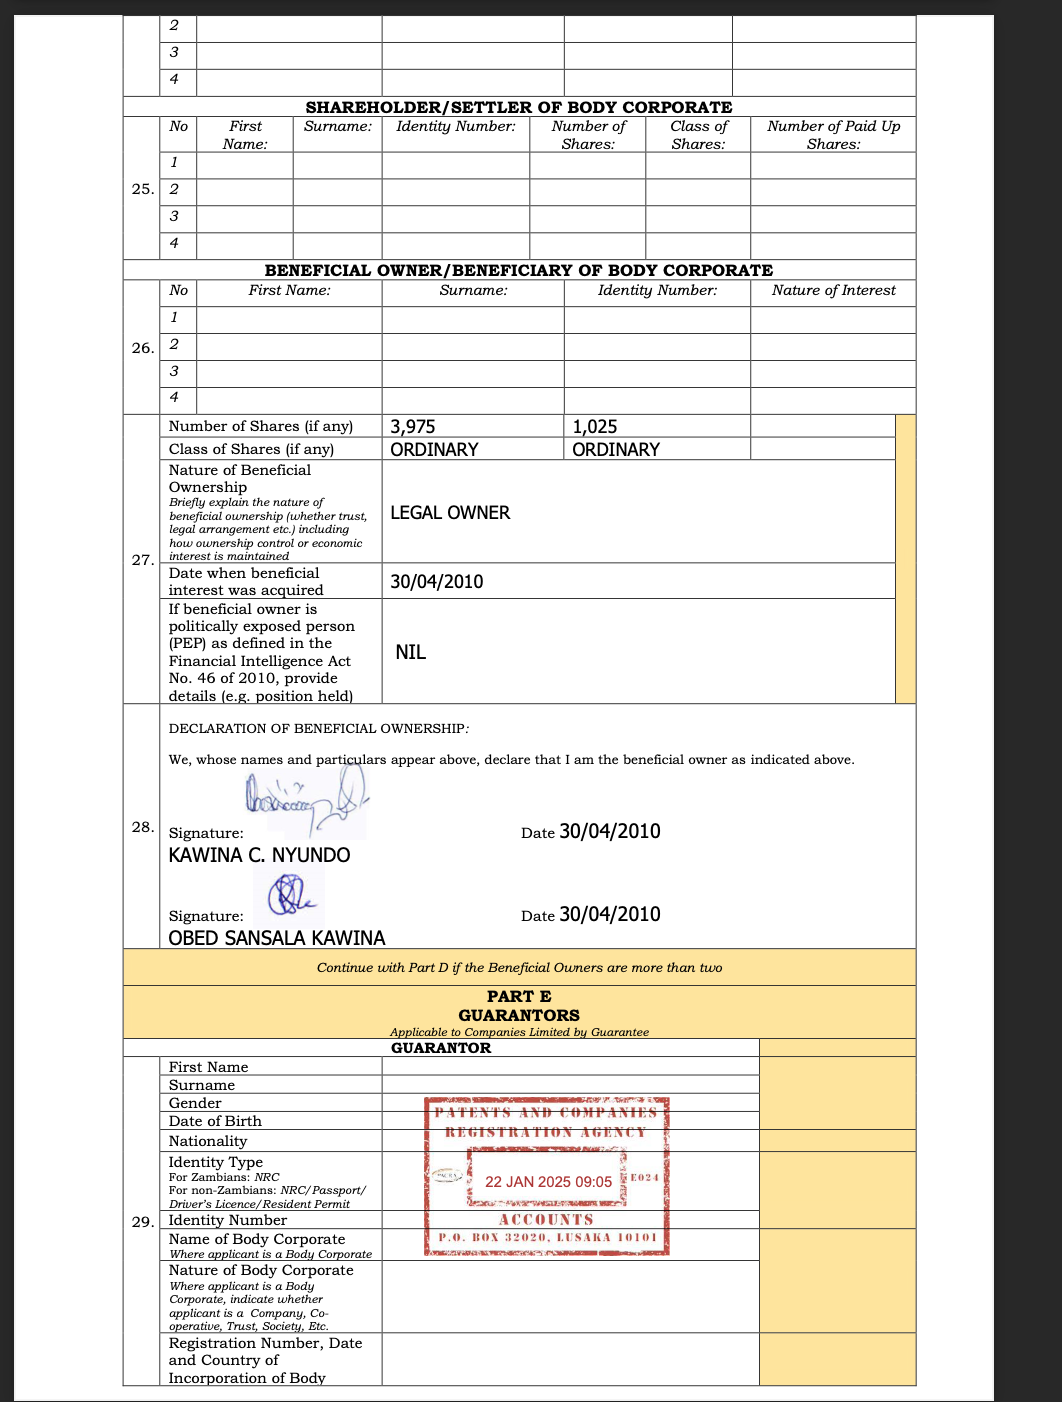 2
3
4
SHAREHOLDER/SETTLER OF BODY CORPORATE
No First Name: Surname: Identity Number: Number of Shares: Class of Shares: Number of Paid Up Shares:
25.
1
2
3
4
BENEFICIAL OWNER/BENEFICIARY OF BODY CORPORATE
No First Name: Surname: Identity Number: Nature of Interest
26.
1
2
3
4
27.
Number of Shares (if any) 3,975 1,025
Class of Shares (if any) ORDINARY ORDINARY
Nature of Beneficial
Ownership
Briefly explain the nature of
beneficial ownership (whether trust,
legal arrangement etc.) including
how ownership control or economic
interest is maintained
LEGAL OWNER
Date when beneficial
interest was acquired
30/04/2010
If beneficial owner is
politically exposed person
(PEP) as defined in the
Financial Intelligence Act
No. 46 of 2010, provide
details (e.g. position held)
NIL
28.
DECLARATION OF BENEFICIAL OWNERSHIP:
We, whose names and particulars appear above, declare that I am the beneficial owner as indicated above.
Signature: Date 30/04/2010
KAWINA C. NYUNDO
Signature: Date 30/04/2010
OBED SANSALA KAWINA
Continue with Part D if the Beneficial Owners are more than two
PART E
GUARANTORS
Applicable to Companies Limited by Guarantee
GUARANTOR
29.
First Name
Surname
Gender
Date of Birth
Nationality
Identity Type
For Zambians: NRC
For non-Zambians: NRC/Passport/
Driver's Licence/Resident Permit
Identity Number
Name of Body Corporate
Where applicant is a Body Corporate
Nature of Body Corporate
Where applicant is a Body
Corporate, indicate whether
applicant is a Company, Co-
operative, Trust, Society, Etc.
Registration Number, Date
and Country of
Incorporation of Body
PATENTS AND COMPANIES
REGISTRATION AGENCY
22 JAN 2025 09:05
E024
ACCOUNTS
P.O. BOX 32020, LUSAKA 10101